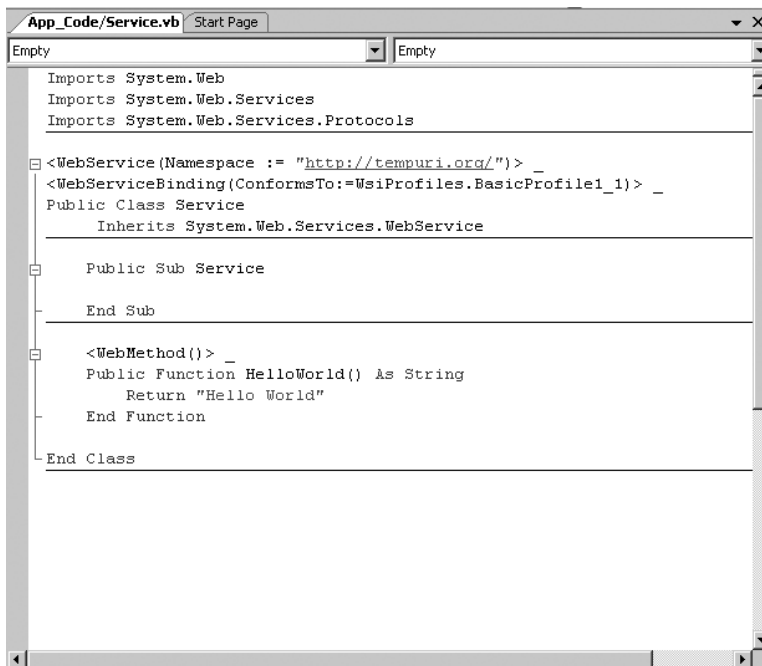 App_Code/Service.vb Start Page
Empty Empty
Imports System.Web
Imports System.Web.Services
Imports System.Web.Services.Protocols
<WebService(Namespace := "http://tempuri.org/")> _
<WebServiceBinding(ConformsTo:=WsiProfiles.BasicProfile1_1)> _
Public Class Service
Inherits System.Web.Services.WebService
Public Sub Service
End Sub
<WebMethod()> _
Public Function HelloWorld() As String
Return "Hello World"
End Function
End Class